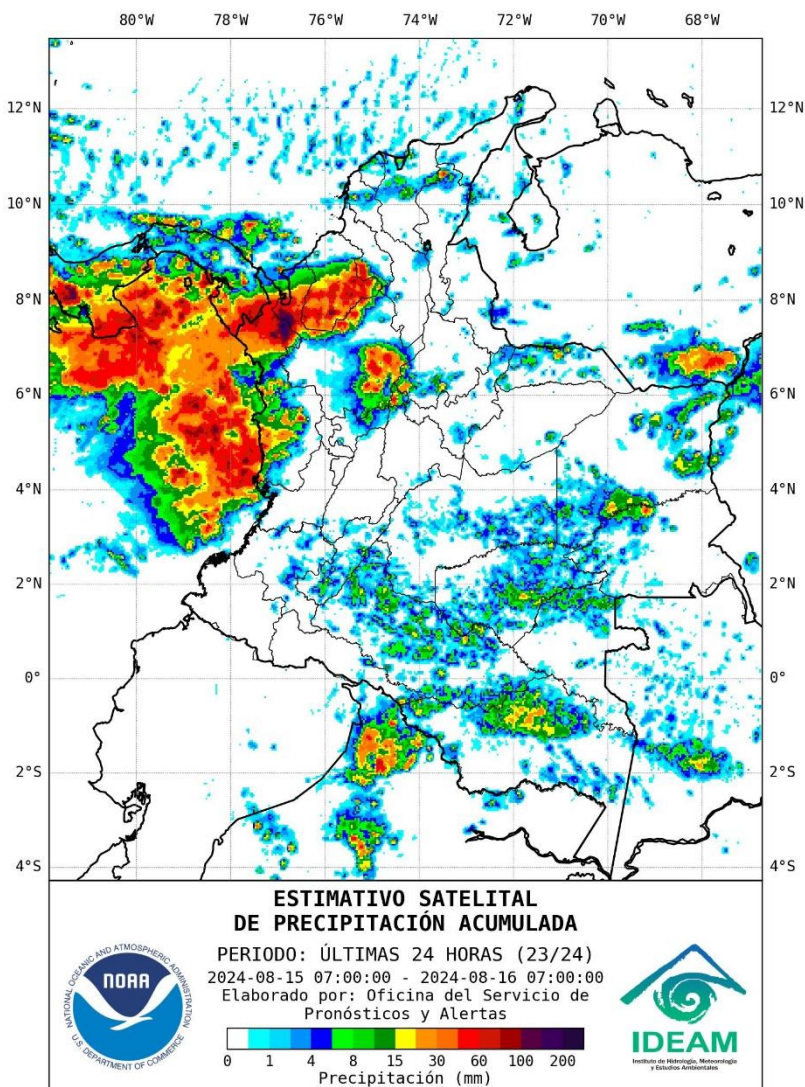 80°W 78°W 76°W 74°W 72°W 70°W 68°W
12°N 12°N
10°N 10°N
8°N 8°N
6°N 6°N
4°N 4°N
2°N 2°N
0° 0°
2°S 2°S
4°S 4°S
ESTIMATIVO SATELITAL
DE PRECIPITACIÓN ACUMULADA
PERIODO: ÚLTIMAS 24 HORAS (23/24)
2024-08-15 07:00:00 - 2024-08-16 07:00:00
Elaborado por: Oficina del Servicio de
Pronósticos y Alertas
0 1 4 8 15 30 60 100 200
Precipitación (mm)
NATIONAL OCEANIC AND ATMOSPHERIC ADMINISTRATION
NOAA
U.S. DEPARTMENT OF COMMERCE
IDEAM
Instituto de Hidrología, Meteorología
y Estudios Ambientales